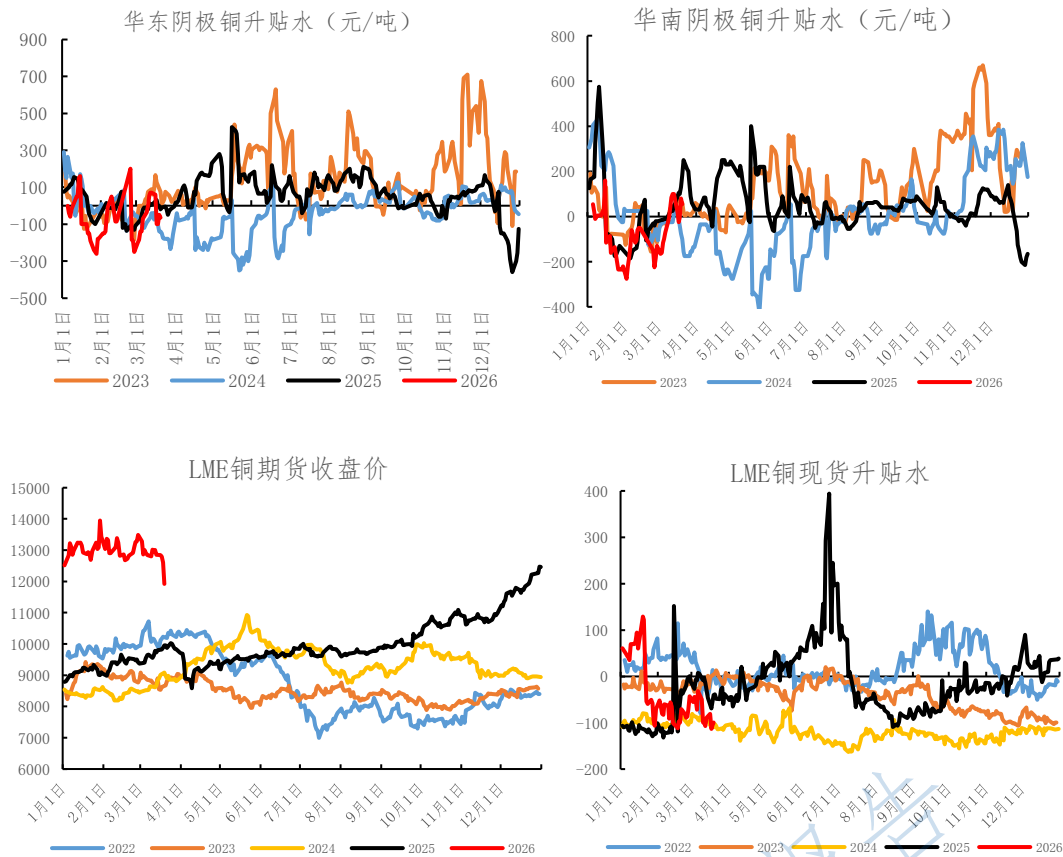 华东阴极铜升贴水（元/吨）
900
700
500
300
100
-100
-300
-500
1月1日
2月1日
3月1日
4月1日
5月1日
6月1日
7月1日
8月1日
9月1日
10月1日
11月1日
12月1日
2023 2024 2025 2026
华南阴极铜升贴水（元/吨）
800
600
400
200
0
-200
-400
1月1日
2月1日
3月1日
4月1日
5月1日
6月1日
7月1日
8月1日
9月1日
10月1日
11月1日
12月1日
2023 2024 2025 2026
LME铜期货收盘价
15000
14000
13000
12000
11000
10000
9000
8000
7000
6000
1月1日
2月1日
3月1日
4月1日
5月1日
6月1日
7月1日
8月1日
9月1日
10月1日
11月1日
12月1日
2022 2023 2024 2025 2026
LME铜现货升贴水
400
300
200
100
0
-100
-200
1月1日
2月1日
3月1日
4月1日
5月1日
6月1日
7月1日
8月1日
9月1日
10月1日
11月1日
12月1日
2022 2023 2024 2025 2026
告